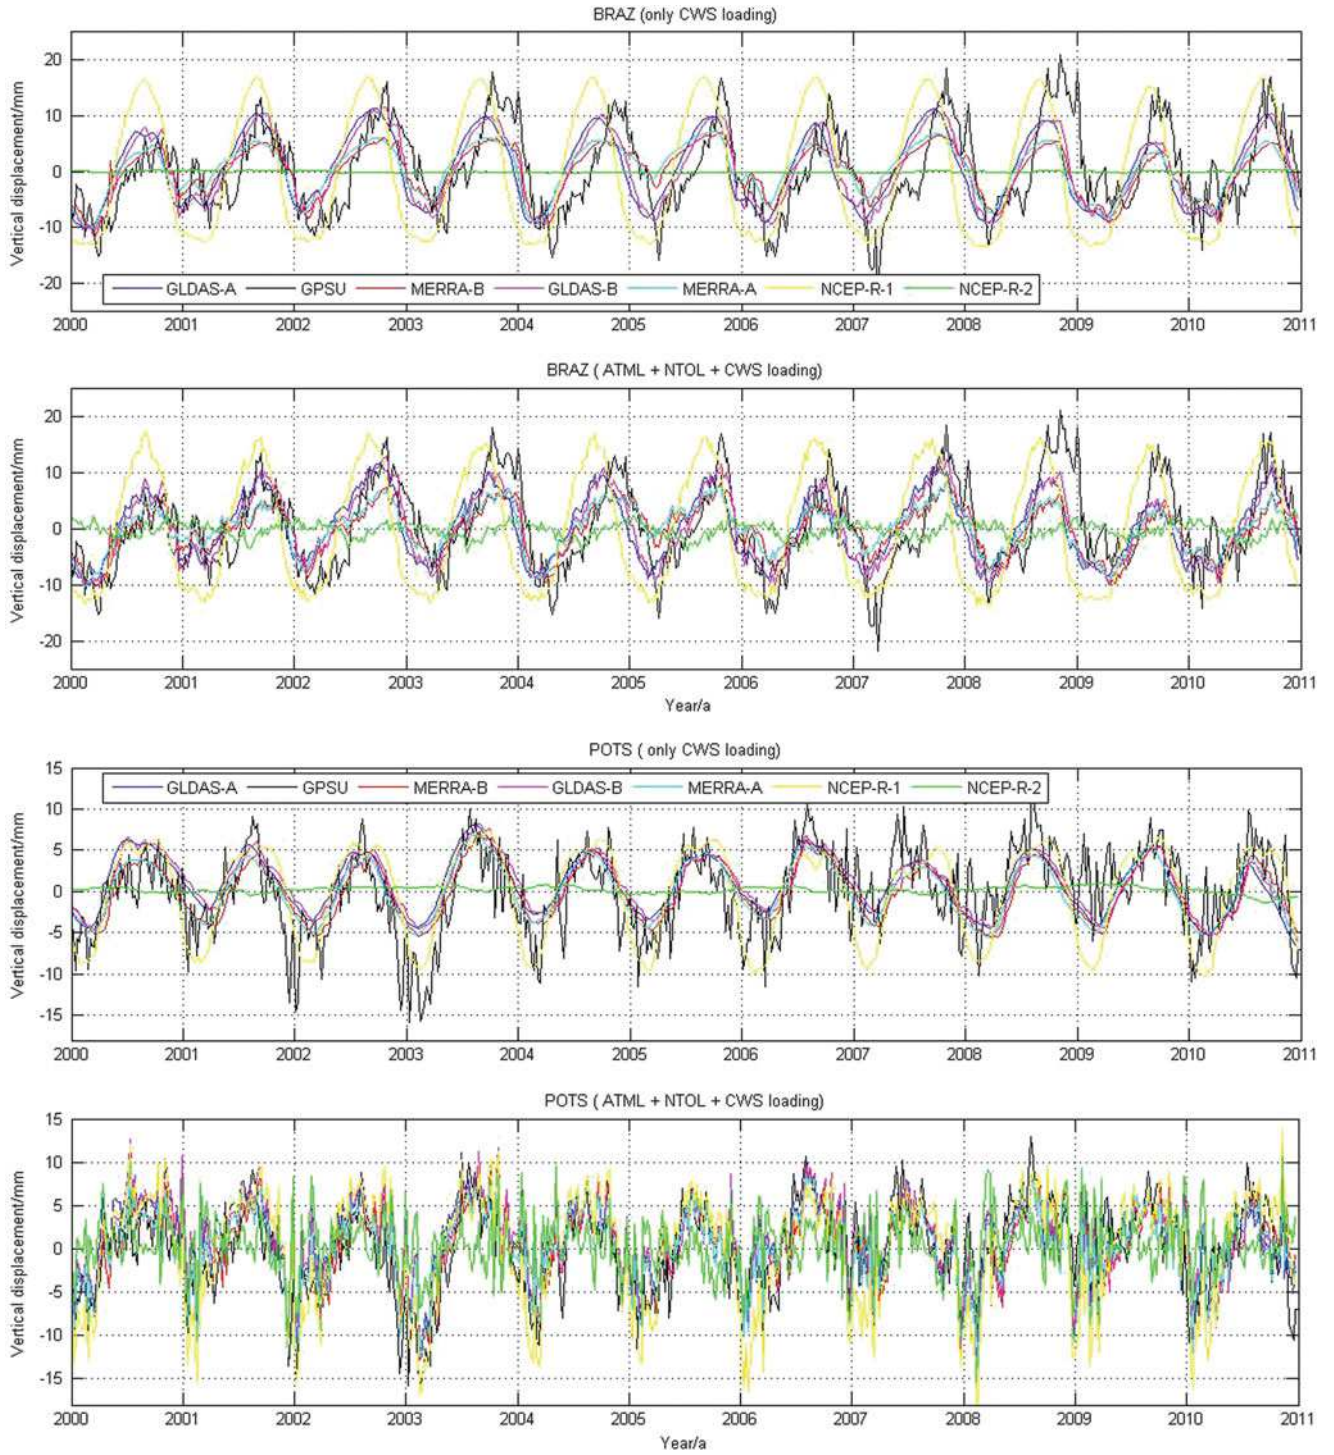 BRAZ (only CWS loading)
Vertical displacement/mm
20
10
0
-10
-20
GLDAS-A GPSU MERRA-B GLDAS-B MERRA-A NCEP-R-1 NCEP-R-2
2000 2001 2002 2003 2004 2005 2006 2007 2008 2009 2010 2011
BRAZ ( ATML + NTOL + CWS loading)
Vertical displacement/mm
20
10
0
-10
-20
2000 2001 2002 2003 2004 2005 2006 2007 2008 2009 2010 2011
Year/a
POTS ( only CWS loading)
Vertical displacement/mm
15
10
5
0
-5
-10
-15
GLDAS-A GPSU MERRA-B GLDAS-B MERRA-A NCEP-R-1 NCEP-R-2
2000 2001 2002 2003 2004 2005 2006 2007 2008 2009 2010 2011
POTS ( ATML + NTOL + CWS loading)
Vertical displacement/mm
15
10
5
0
-5
-10
-15
2000 2001 2002 2003 2004 2005 2006 2007 2008 2009 2010 2011
Year/a